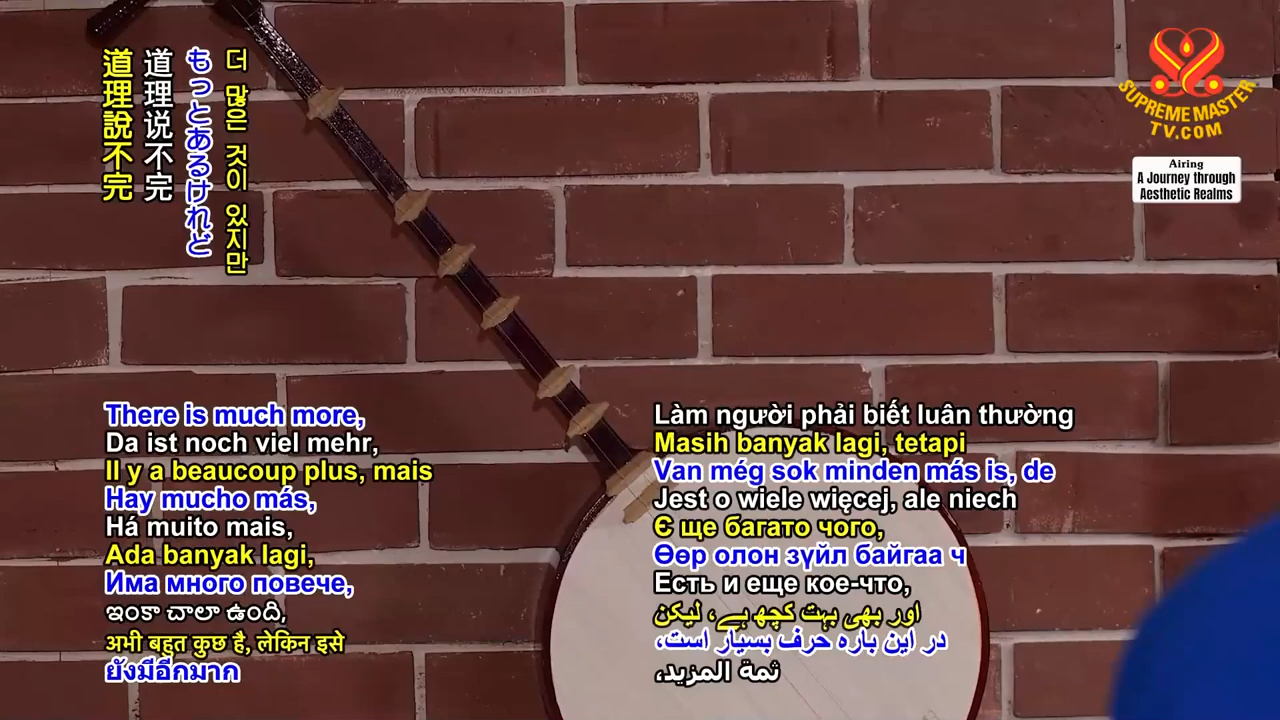 道理說不完
道理说不完
もっとあるけれど
더 많은 것이 있지만
SUPREME MASTER
TV.COM
Airing
A Journey through
Aesthetic Realms
There is much more,
Da ist noch viel mehr,
Il y a beaucoup plus, mais
Hay mucho más,
Há muito mais,
Ada banyak lagi,
Има много повече,
ఇంకా చాలా ఉంది,
अभी बहुत कुछ है, लेकिन इसे
ยังมีอีกมาก
Làm người phải biết luân thường
Masih banyak lagi, tetapi
Van még sok minden más is, de
Jest o wiele więcej, ale niech
Є ще багато чого,
Өөр олон зүйл байгаа ч
Есть и еще кое-что,
اور بھی بہت کچھ ہے، لیکن
در این باره حرف بسیار است،
ثمة المزيد،